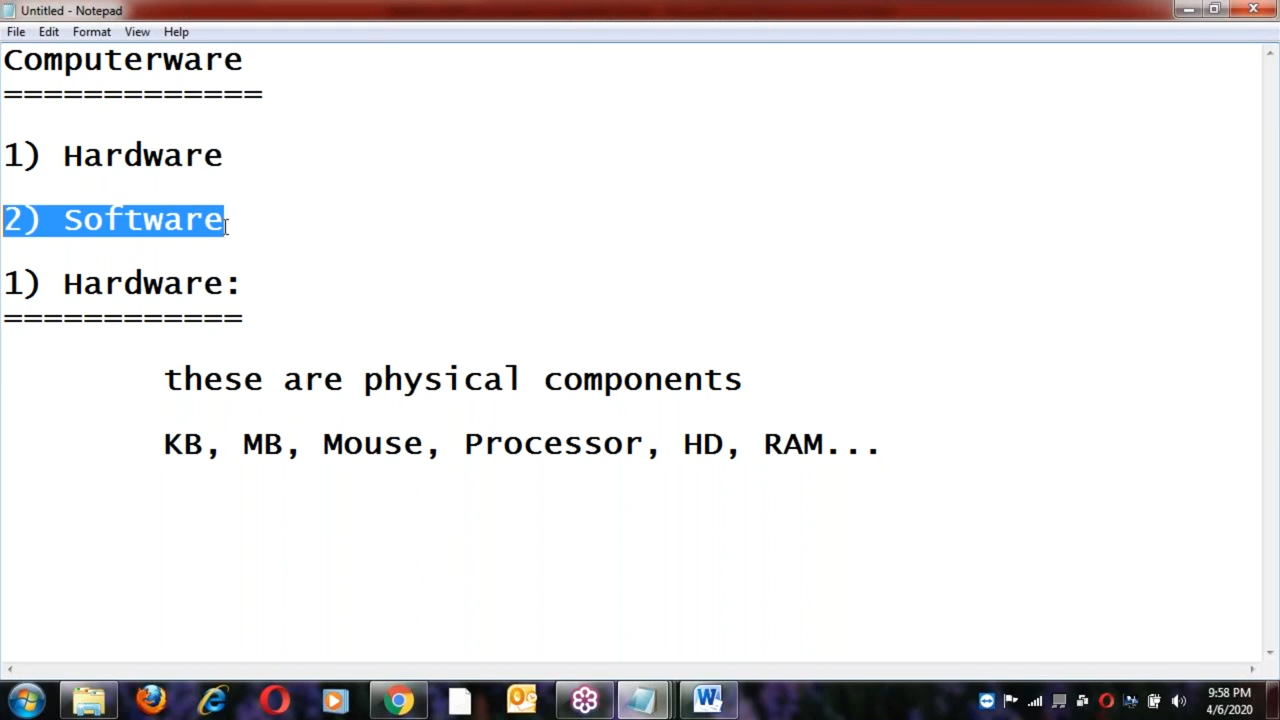 Untitled - Notepad
File Edit Format View Help
Computerware
=============
1) Hardware
2) Software
1) Hardware:
============
these are physical components
KB, MB, Mouse, Processor, HD, RAM...
9:58 PM
4/6/2020